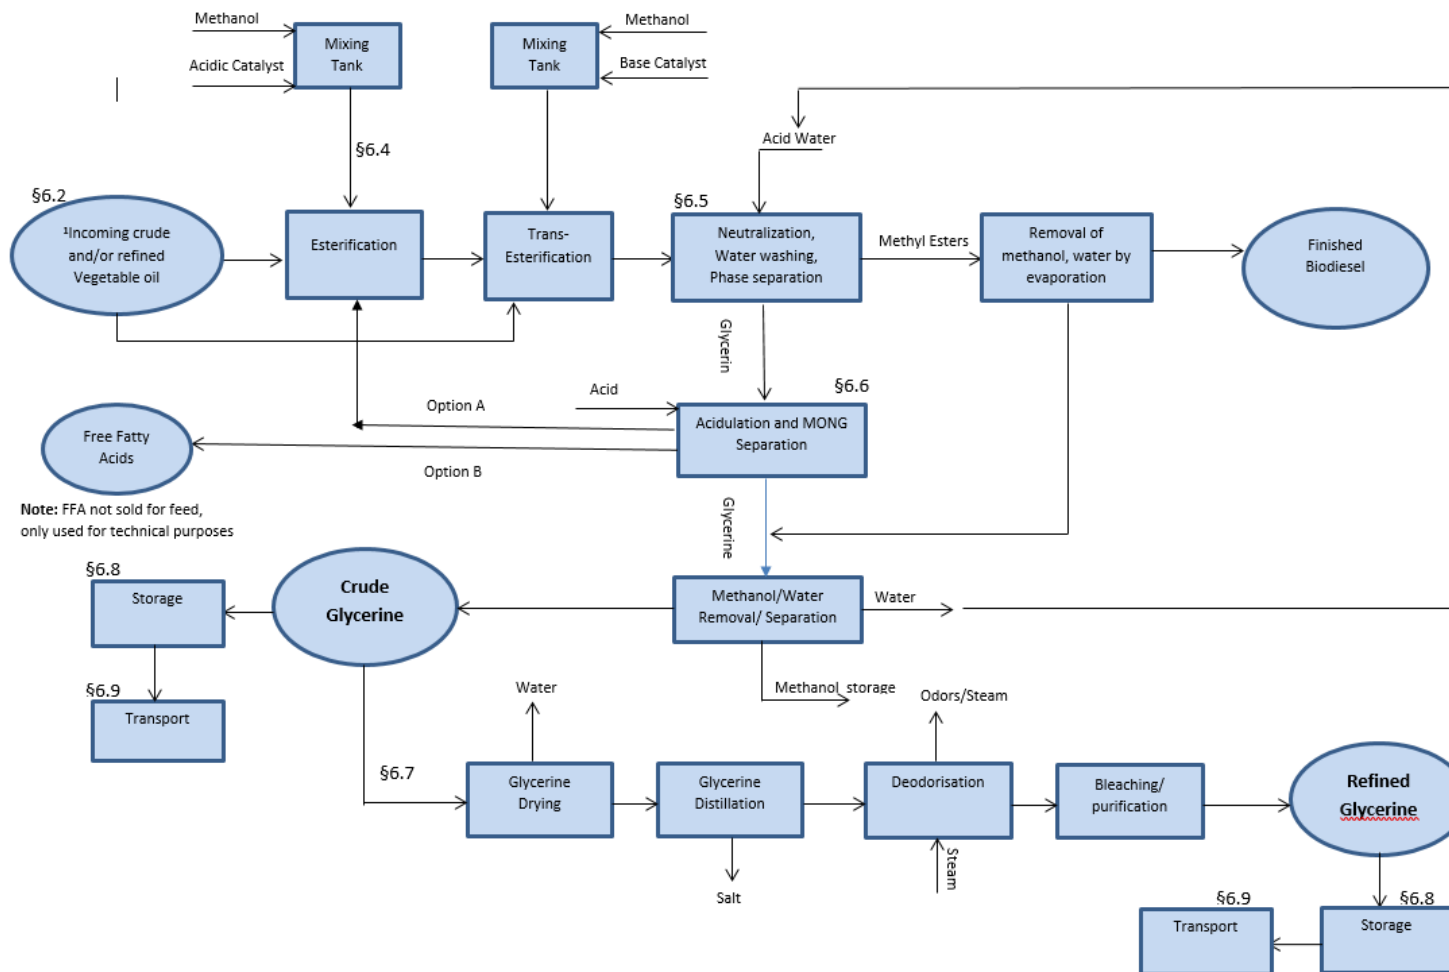 Methanol
Acidic Catalyst
Mixing
Tank
Mixing
Tank
Methanol
Base Catalyst
Acid Water
§6.4
§6.2
¹Incoming crude
and/or refined
Vegetable oil
Esterification
Trans-
Esterification
§6.5
Neutralization,
Water washing,
Phase separation
Methyl Esters
Removal of
methanol, water by
evaporation
Finished
Biodiesel
Glycerin
§6.6
Acid
Option A
Acidulation and MONG
Separation
Free Fatty
Acids
Option B
Note: FFA not sold for feed,
only used for technical purposes
Glycerine
§6.8
Storage
Crude
Glycerine
Methanol/Water
Removal/ Separation
Water
§6.9
Transport
Methanol storage
Water
Odors/Steam
§6.7
Glycerine
Drying
Glycerine
Distillation
Deodorisation
Bleaching/
purification
Refined
Glycerine
Salt
Steam
§6.9
Transport
§6.8
Storage